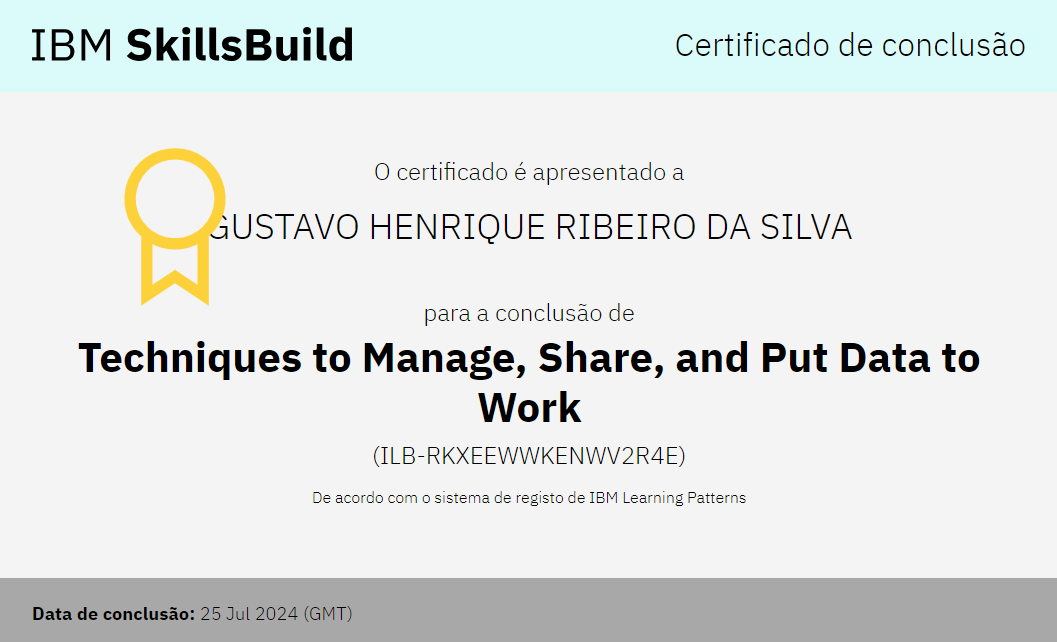 IBM SkillsBuild
Certificado de conclusão
O certificado é apresentado a
GUSTAVO HENRIQUE RIBEIRO DA SILVA
para a conclusão de
Techniques to Manage, Share, and Put Data to
Work
(ILB-RKXEEWWKENWV2R4E)
De acordo com o sistema de registo de IBM Learning Patterns
Data de conclusão: 25 Jul 2024 (GMT)